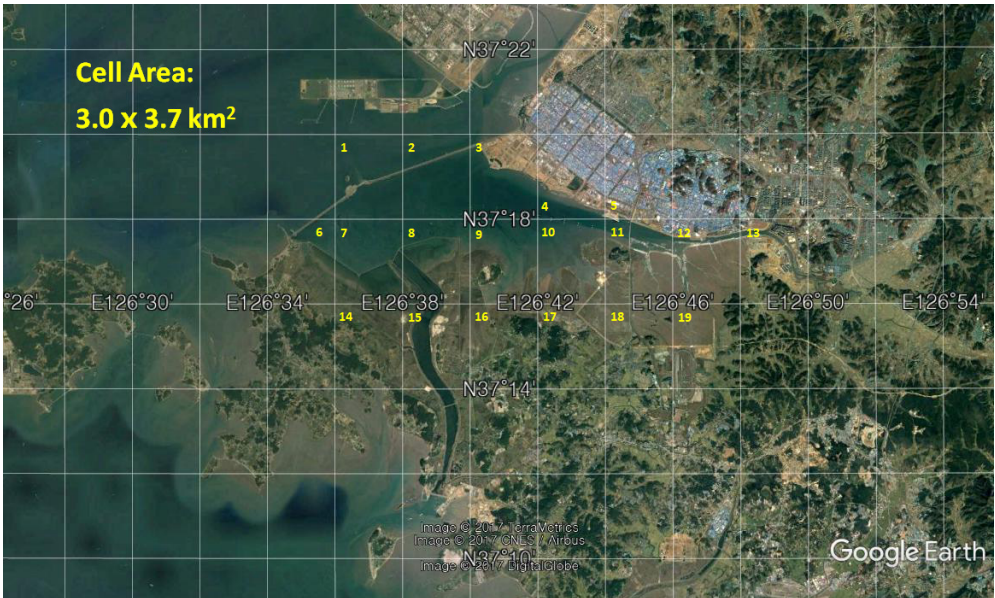 N37°22'
Cell Area:
3.0 x 3.7 km²
1 2 3
4 5
N37°18'
6 7 8 9 10 11 12 13
°26' E126°30' E126°34' E126°38' E126°42' E126°46' E126°50' E126°54'
14 15 16 17 18 19
N37°14'
Image © 2017 TerraMetrics
Image © 2017 CNES / Airbus
N37°10'
Image © 2017 DigitalGlobe
Google Earth